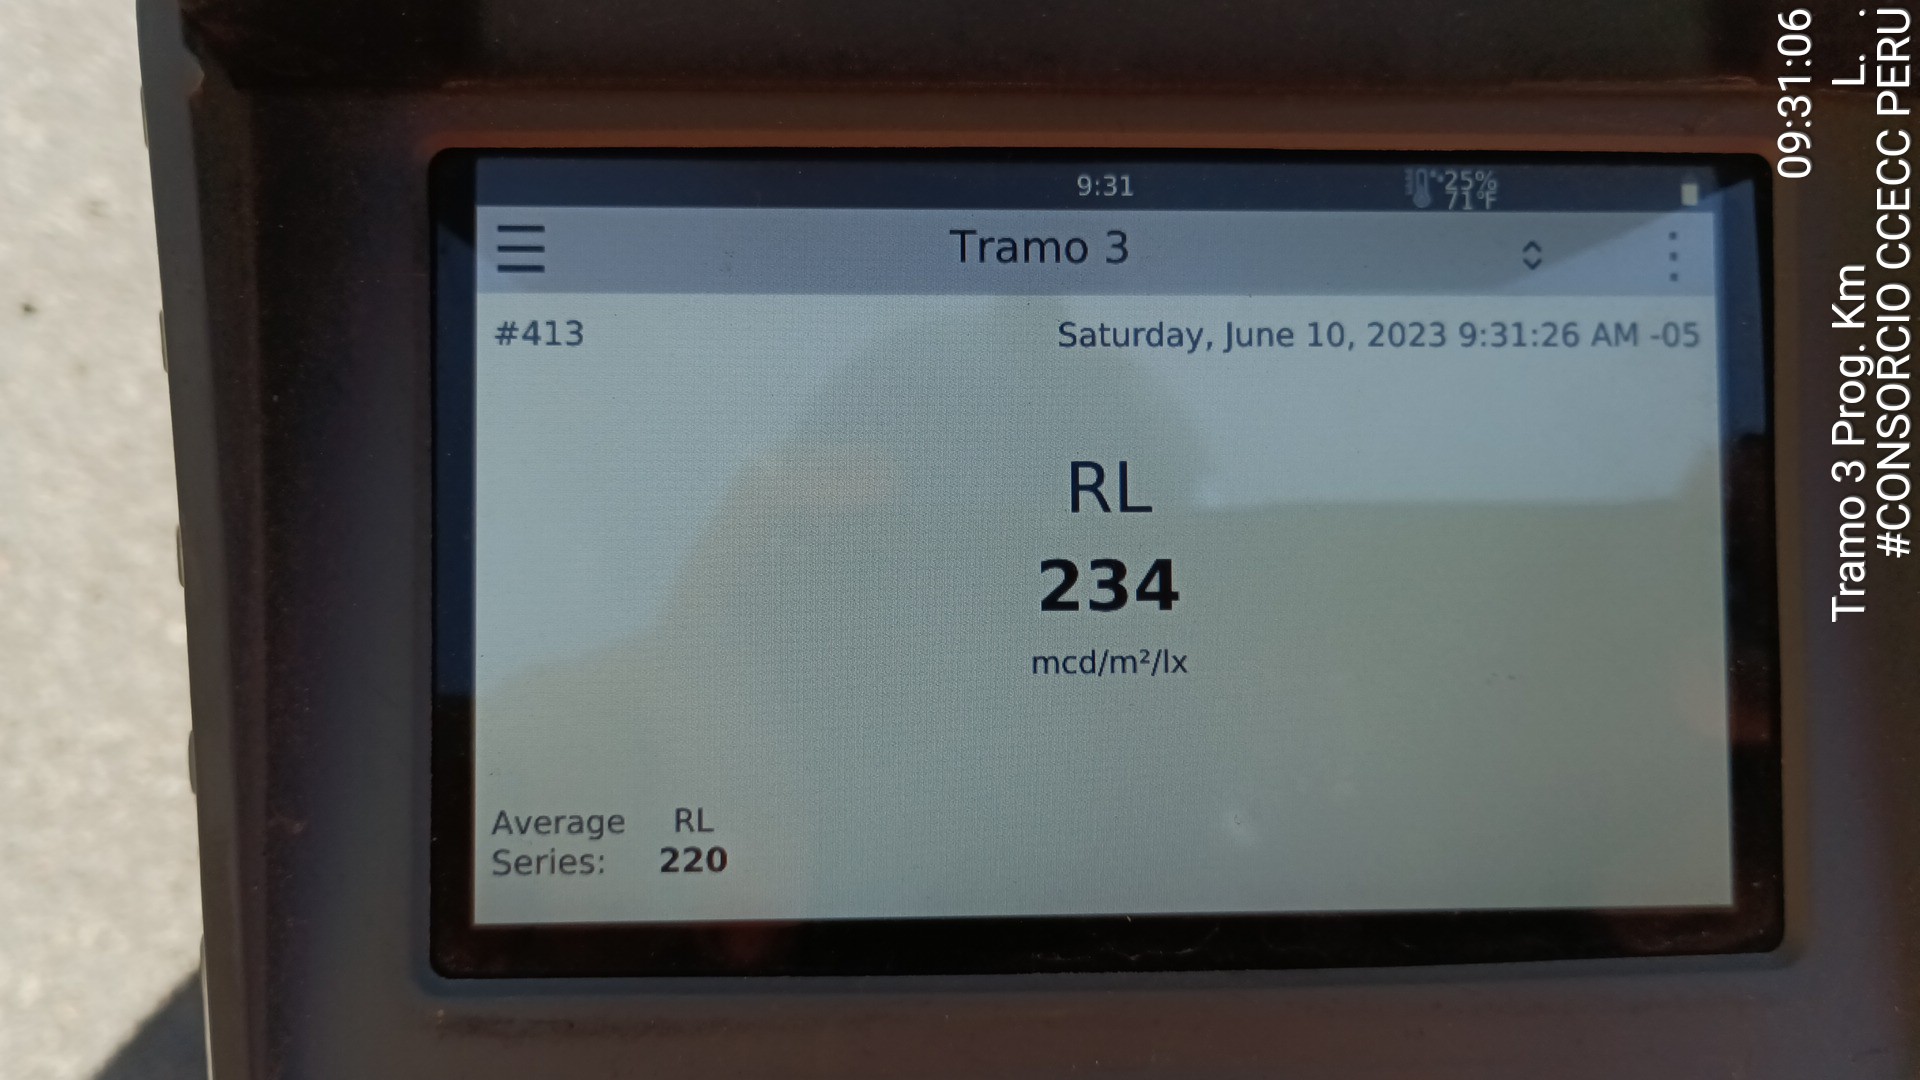 9:31
25%
71°F
Tramo 3
#413
Saturday, June 10, 2023 9:31:26 AM -05
RL
234
mcd/m²/lx
Average RL
Series: 220
09:31:06
Tramo 3 Prog. Km L. .
#CONSORCIO CCECC PERU